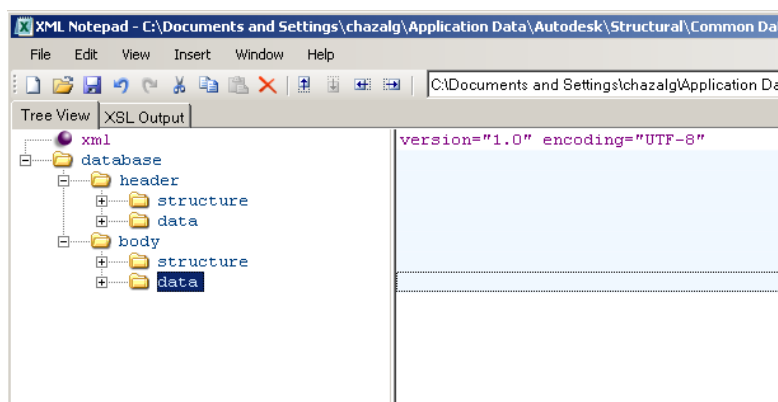 XML Notepad - C:\Documents and Settings\chazalg\Application Data\Autodesk\Structural\Common Da
File Edit View Insert Window Help
C:\Documents and Settings\chazalg\Application Da
Tree View XSL Output
xml version="1.0" encoding="UTF-8"
database
header
structure
data
body
structure
data